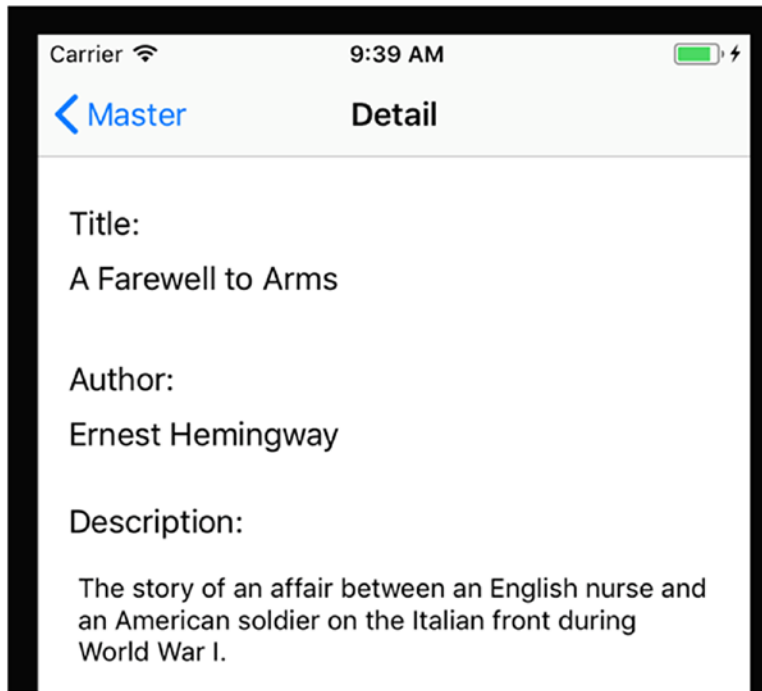 Carrier 9:39 AM
Master Detail
Title:
A Farewell to Arms
Author:
Ernest Hemingway
Description:
The story of an affair between an English nurse and
an American soldier on the Italian front during
World War I.